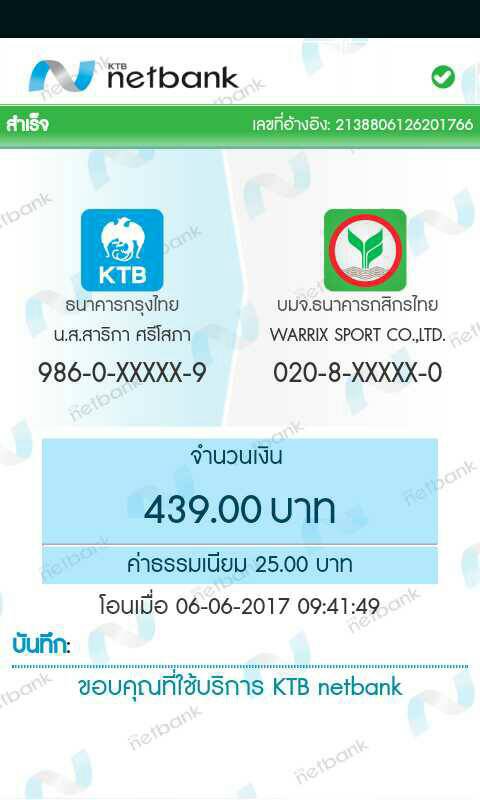 KTB
netbank
สำเร็จ
เลขที่อ้างอิง: 2138806126201766
KTB
ธนาคารกรุงไทย
บมจ.ธนาคารกสิกรไทย
น.ส.สาริกา ศรีโสภา
WARRIX SPORT CO.,LTD.
986-0-XXXXX-9
020-8-XXXXX-0
จำนวนเงิน
439.00 บาท
ค่าธรรมเนียม 25.00 บาท
โอนเมื่อ 06-06-2017 09:41:49
บันทึก:
ขอบคุณที่ใช้บริการ KTB netbank